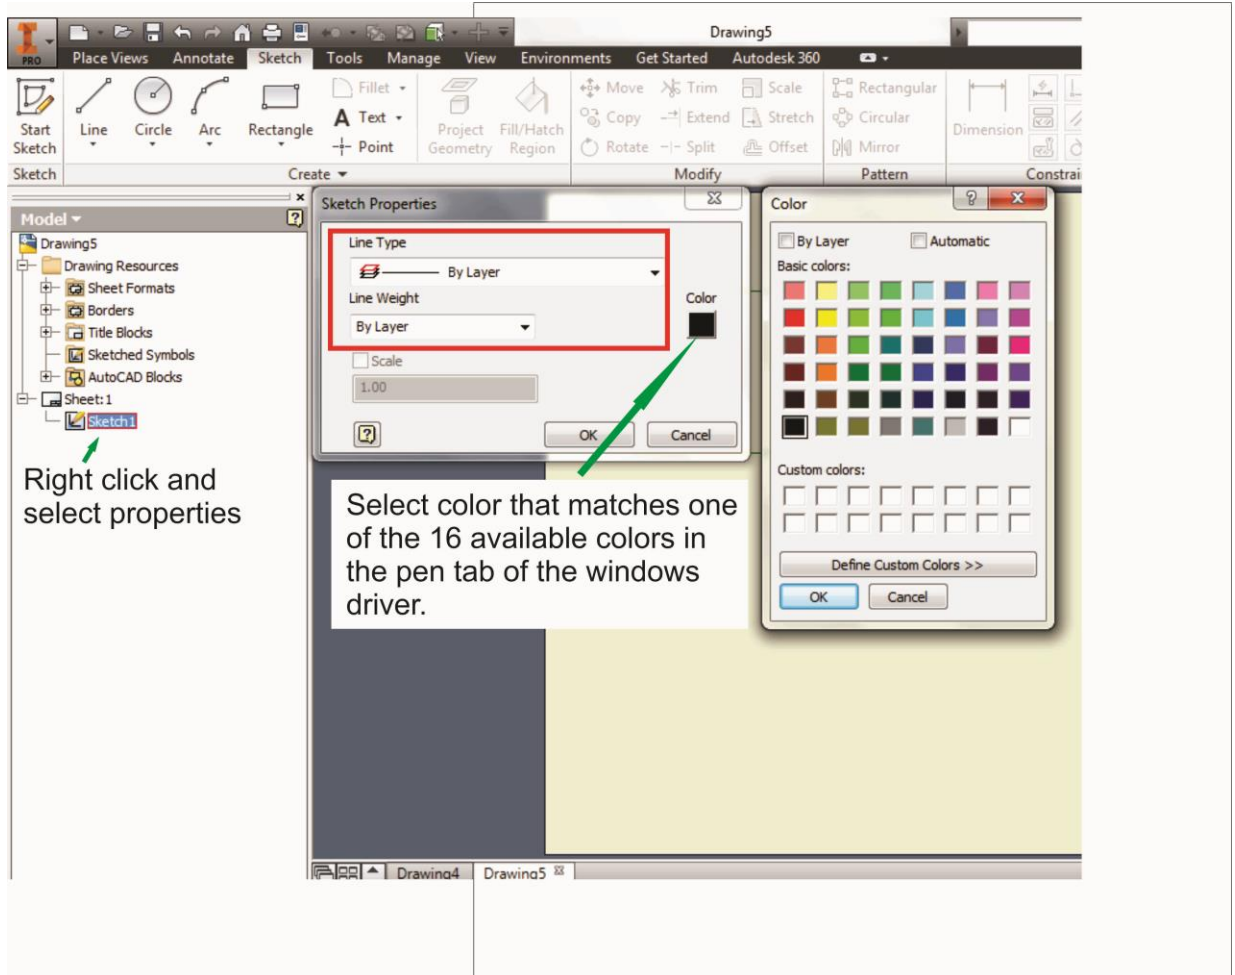 Drawing5
PRO
Place Views Annotate Sketch Tools Manage View Environments Get Started Autodesk 360
Start Sketch
Line
Circle
Arc
Rectangle
Fillet
A Text
Point
Project Geometry
Fill/Hatch Region
Move Trim Scale
Copy Extend Stretch
Rotate Split Offset
Rectangular
Circular
Mirror
Dimension
Sketch
Create
Modify
Pattern
Constrai
Model
Drawing5
Drawing Resources
Sheet Formats
Borders
Title Blocks
Sketched Symbols
AutoCAD Blocks
Sheet:1
Sketch1
Right click and
select properties
Sketch Properties
Line Type
By Layer
Line Weight
By Layer
Color
Scale
1.00
OK Cancel
Select color that matches one
of the 16 available colors in
the pen tab of the windows
driver.
Color
By Layer Automatic
Basic colors:
Custom colors:
Define Custom Colors >>
OK Cancel
Drawing4 Drawing5